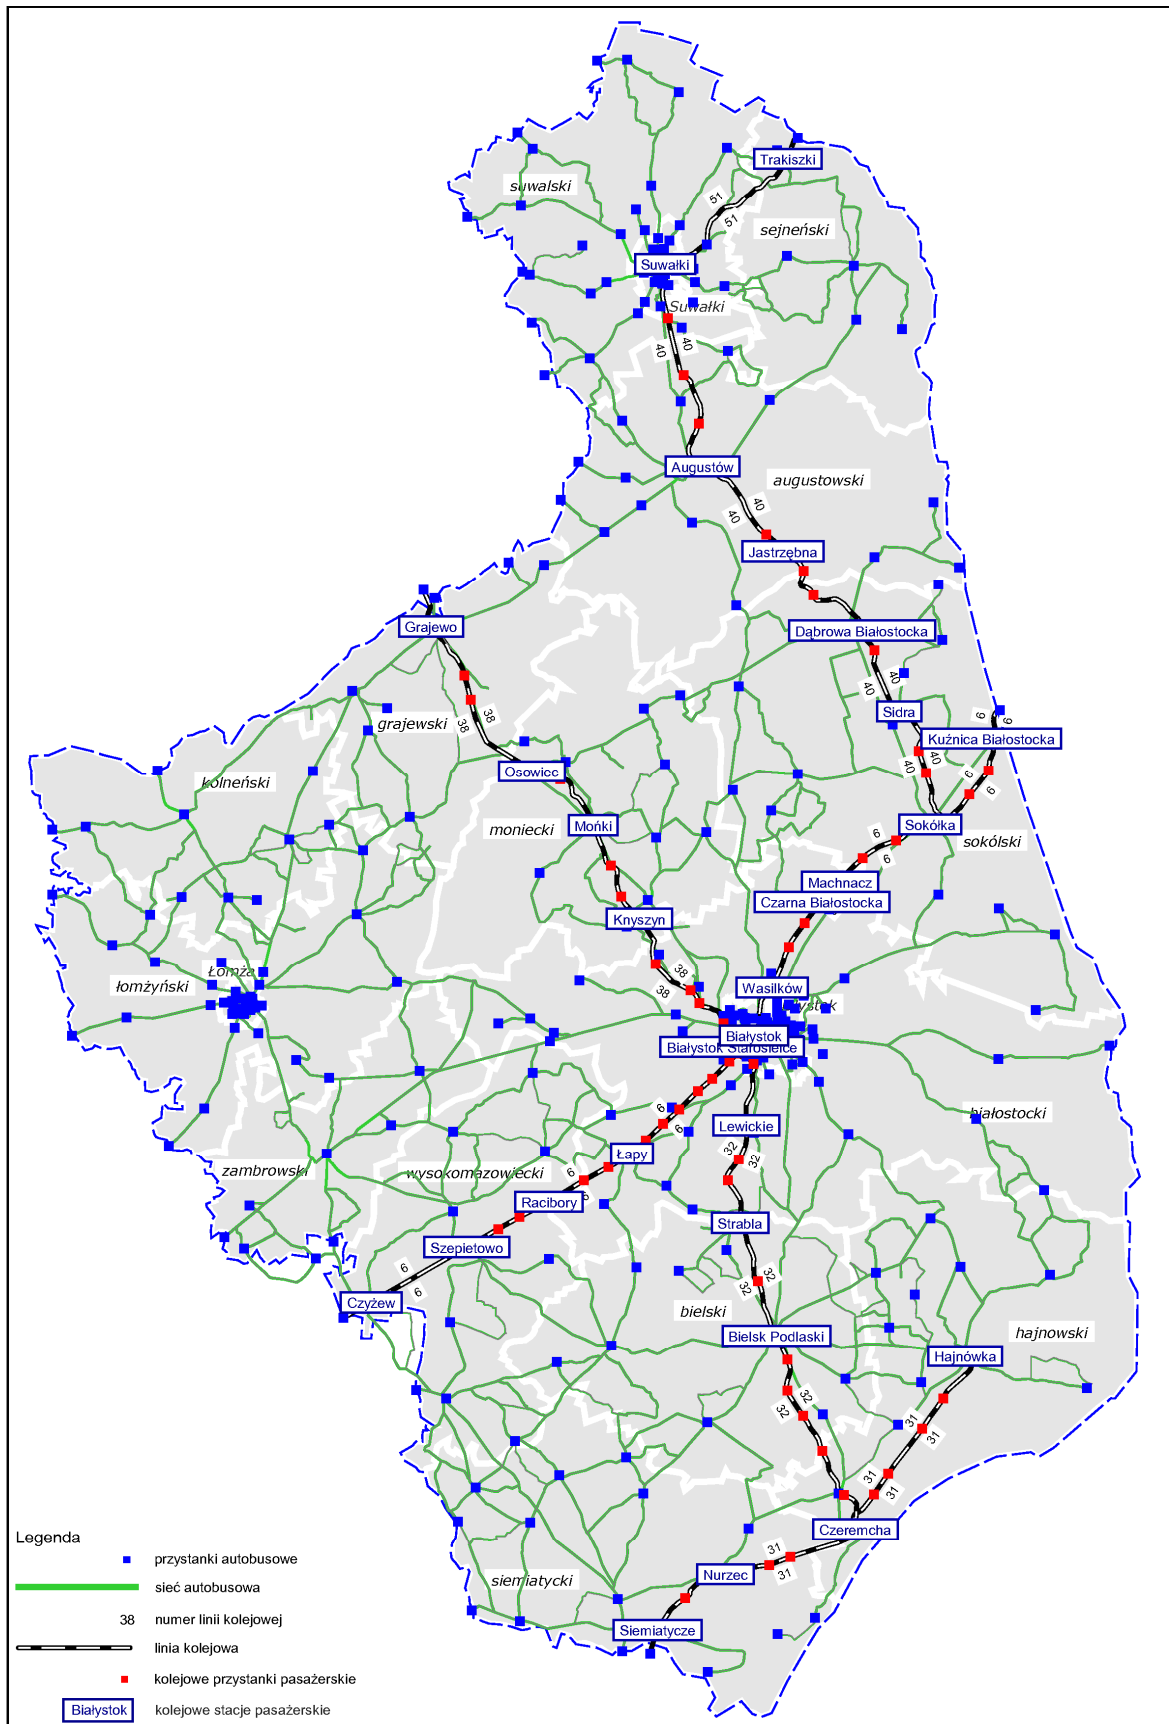 Trakiszki
suwalski
51
51
sejneński
Suwałki
Suwałki
40
40
Augustów
augustowski
40
40
Jastrzębna
Grajewo
Dąbrowa Białostocka
40
40
Sidra
38
38
grajewski
6
6
Kuźnica Białostocka
40
40
Osowiec
kolneński
6
6
moniecki
Mońki
Sokółka
sokólski
6
6
Machnacz
Czarna Białostocka
Knyszyn
38
38
Łomża
łomżyński
Wasilków
ystok
Białystok
Białystok Starosielce
białostocki
6
6
Lewickie
32
32
Łapy
zambrowski
wysokomazowiecki
6
6
Racibory
Strabla
Szepietowo
6
6
32
32
Czyżew
bielski
Bielsk Podlaski
hajnowski
Hajnówka
32
32
31
31
31
31
Czeremcha
31
31
Nurzec
siemiatycki
Siemiatycze
Legenda
przystanki autobusowe
sieć autobusowa
38 numer linii kolejowej
linia kolejowa
kolejowe przystanki pasażerskie
Białystok kolejowe stacje pasażerskie